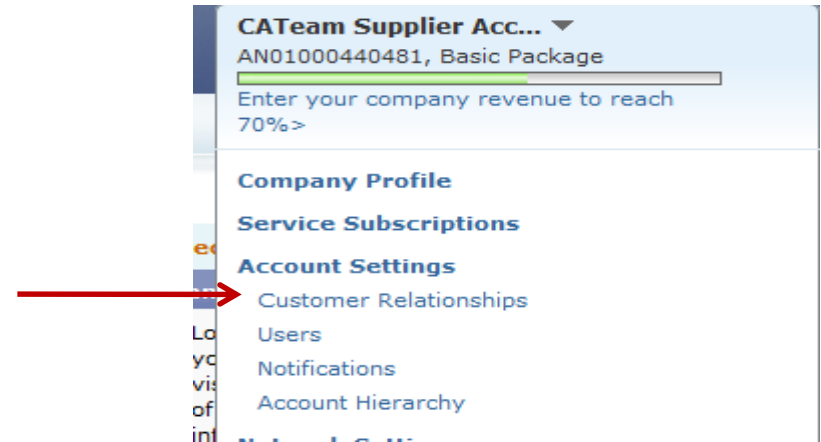 CATeam Supplier Acc...
AN01000440481, Basic Package
Enter your company revenue to reach
70%>
Company Profile
Service Subscriptions
Account Settings
Customer Relationships
Users
Notifications
Account Hierarchy